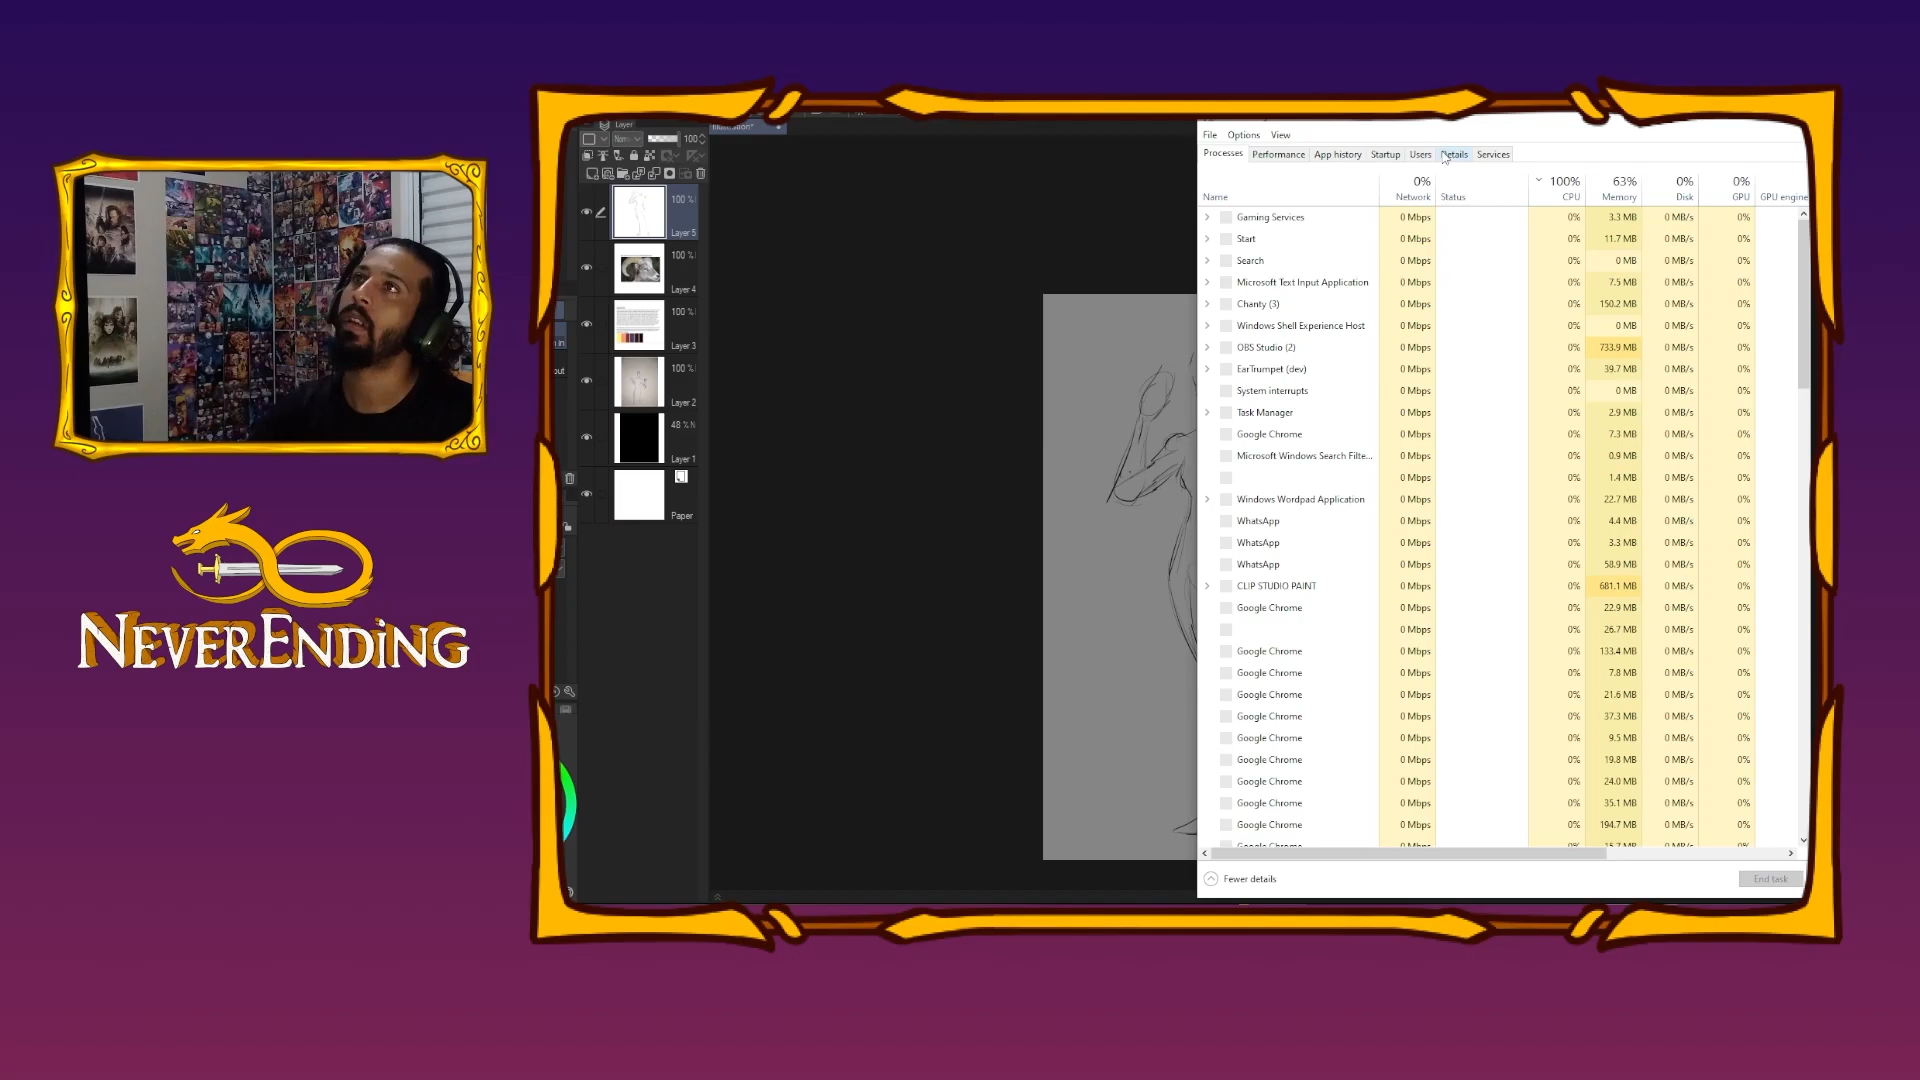 NEVERENDING
Layer
100
100 %
Layer 5
100 %
Layer 4
100 %
Layer 3
100 %
Layer 2
48 %
Layer 1
Paper
Illustration*
File Options View
Processes Performance App history Startup Users Details Services
0% 100% 63% 0% 0%
Name Network Status CPU Memory Disk GPU GPU engine
Gaming Services 0 Mbps 0% 3.3 MB 0 MB/s 0%
Start 0 Mbps 0% 11.7 MB 0 MB/s 0%
Search 0 Mbps 0% 0 MB 0 MB/s 0%
Microsoft Text Input Application 0 Mbps 0% 7.5 MB 0 MB/s 0%
Chanty (3) 0 Mbps 0% 150.2 MB 0 MB/s 0%
Windows Shell Experience Host 0 Mbps 0% 0 MB 0 MB/s 0%
OBS Studio (2) 0 Mbps 0% 733.9 MB 0 MB/s 0%
EarTrumpet (dev) 0 Mbps 0% 39.7 MB 0 MB/s 0%
System interrupts 0 Mbps 0% 0 MB 0 MB/s 0%
Task Manager 0 Mbps 0% 2.9 MB 0 MB/s 0%
Google Chrome 0 Mbps 0% 7.3 MB 0 MB/s 0%
Microsoft Windows Search Filte... 0 Mbps 0% 0.9 MB 0 MB/s 0%
0 Mbps 0% 1.4 MB 0 MB/s 0%
Windows Wordpad Application 0 Mbps 0% 22.7 MB 0 MB/s 0%
WhatsApp 0 Mbps 0% 4.4 MB 0 MB/s 0%
WhatsApp 0 Mbps 0% 3.3 MB 0 MB/s 0%
WhatsApp 0 Mbps 0% 58.9 MB 0 MB/s 0%
CLIP STUDIO PAINT 0 Mbps 0% 681.1 MB 0 MB/s 0%
Google Chrome 0 Mbps 0% 22.9 MB 0 MB/s 0%
0 Mbps 0% 26.7 MB 0 MB/s 0%
Google Chrome 0 Mbps 0% 133.4 MB 0 MB/s 0%
Google Chrome 0 Mbps 0% 7.8 MB 0 MB/s 0%
Google Chrome 0 Mbps 0% 21.6 MB 0 MB/s 0%
Google Chrome 0 Mbps 0% 37.3 MB 0 MB/s 0%
Google Chrome 0 Mbps 0% 9.5 MB 0 MB/s 0%
Google Chrome 0 Mbps 0% 19.8 MB 0 MB/s 0%
Google Chrome 0 Mbps 0% 24.0 MB 0 MB/s 0%
Google Chrome 0 Mbps 0% 35.1 MB 0 MB/s 0%
Google Chrome 0 Mbps 0% 194.7 MB 0 MB/s 0%
Fewer details End task